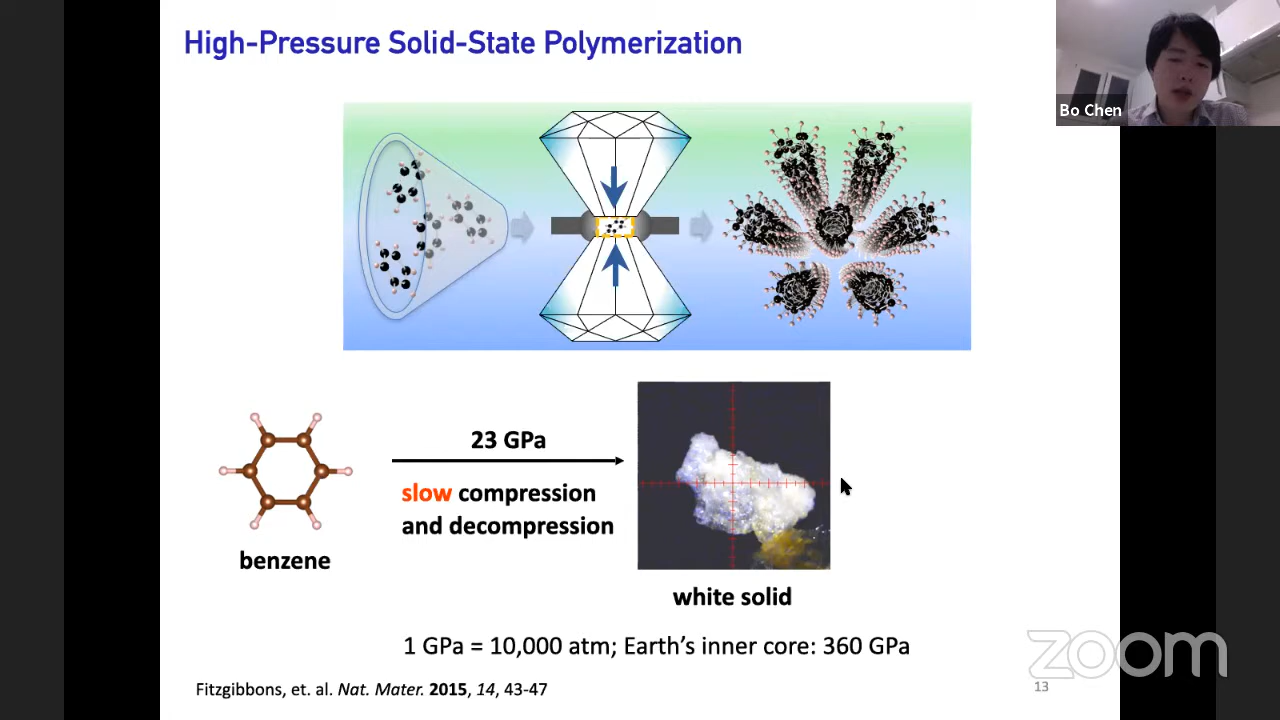 High-Pressure Solid-State Polymerization
Bo Chen
23 GPa
slow compression
and decompression
benzene
white solid
1 GPa = 10,000 atm; Earth's inner core: 360 GPa
zoom
Fitzgibbons, et. al. Nat. Mater. 2015, 14, 43-47
13